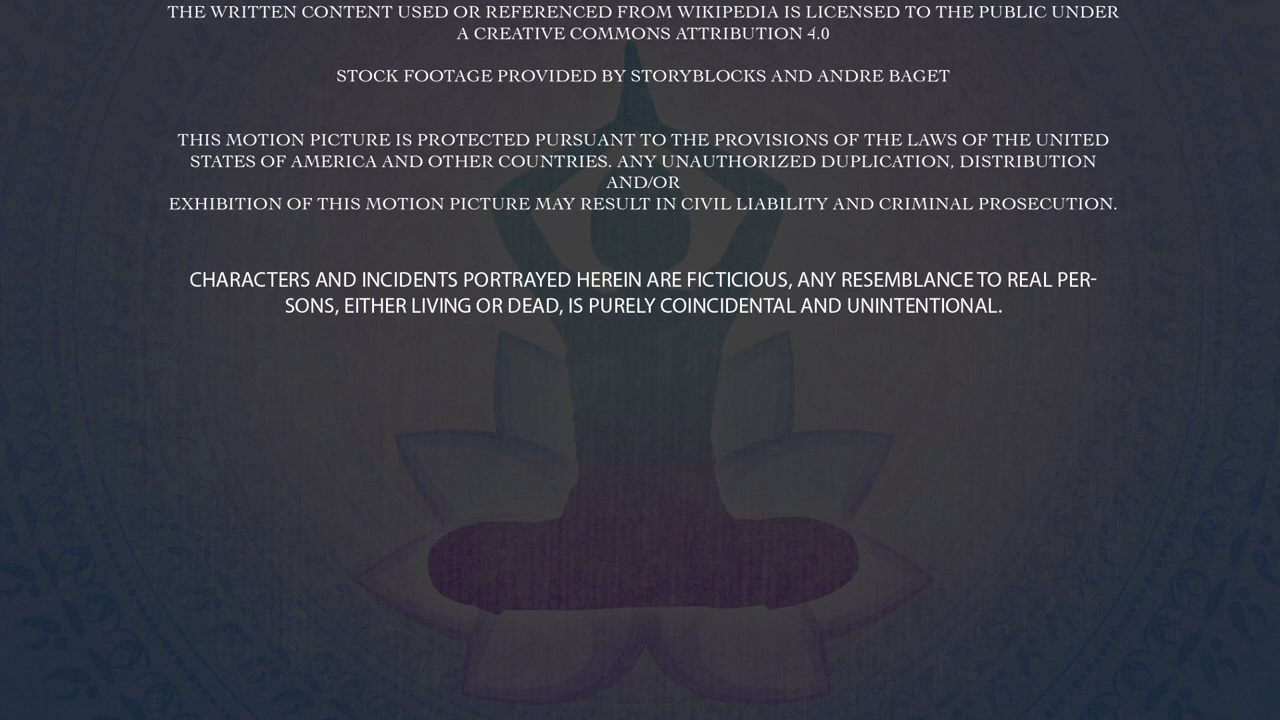 THE WRITTEN CONTENT USED OR REFERENCED FROM WIKIPEDIA IS LICENSED TO THE PUBLIC UNDER
A CREATIVE COMMONS ATTRIBUTION 4.0
STOCK FOOTAGE PROVIDED BY STORYBLOCKS AND ANDRE BAGET
THIS MOTION PICTURE IS PROTECTED PURSUANT TO THE PROVISIONS OF THE LAWS OF THE UNITED
STATES OF AMERICA AND OTHER COUNTRIES. ANY UNAUTHORIZED DUPLICATION, DISTRIBUTION
AND/OR
EXHIBITION OF THIS MOTION PICTURE MAY RESULT IN CIVIL LIABILITY AND CRIMINAL PROSECUTION.
CHARACTERS AND INCIDENTS PORTRAYED HEREIN ARE FICTICIOUS, ANY RESEMBLANCE TO REAL PER-
SONS, EITHER LIVING OR DEAD, IS PURELY COINCIDENTAL AND UNINTENTIONAL.